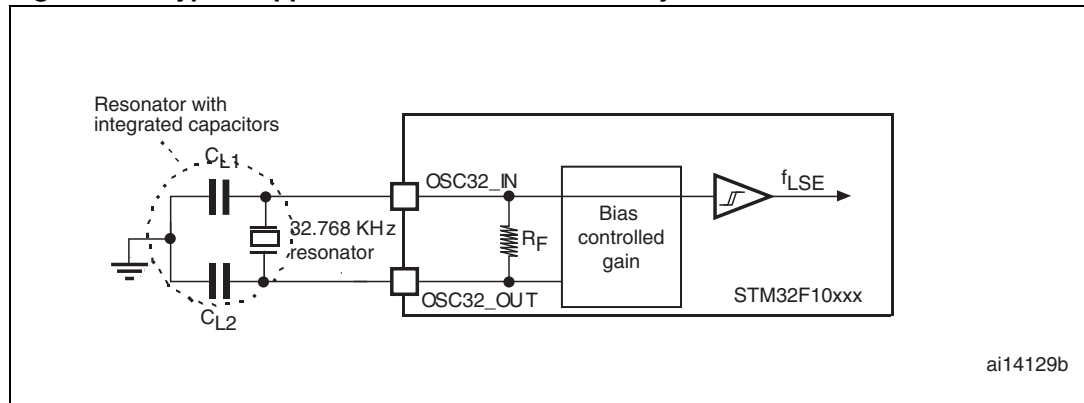 Resonator with
integrated capacitors
CL1
OSC32_IN
fLSE
32.768 KHz
resonator
RF
Bias
controlled
gain
OSC32_OUT
STM32F10xxx
CL2
ai14129b